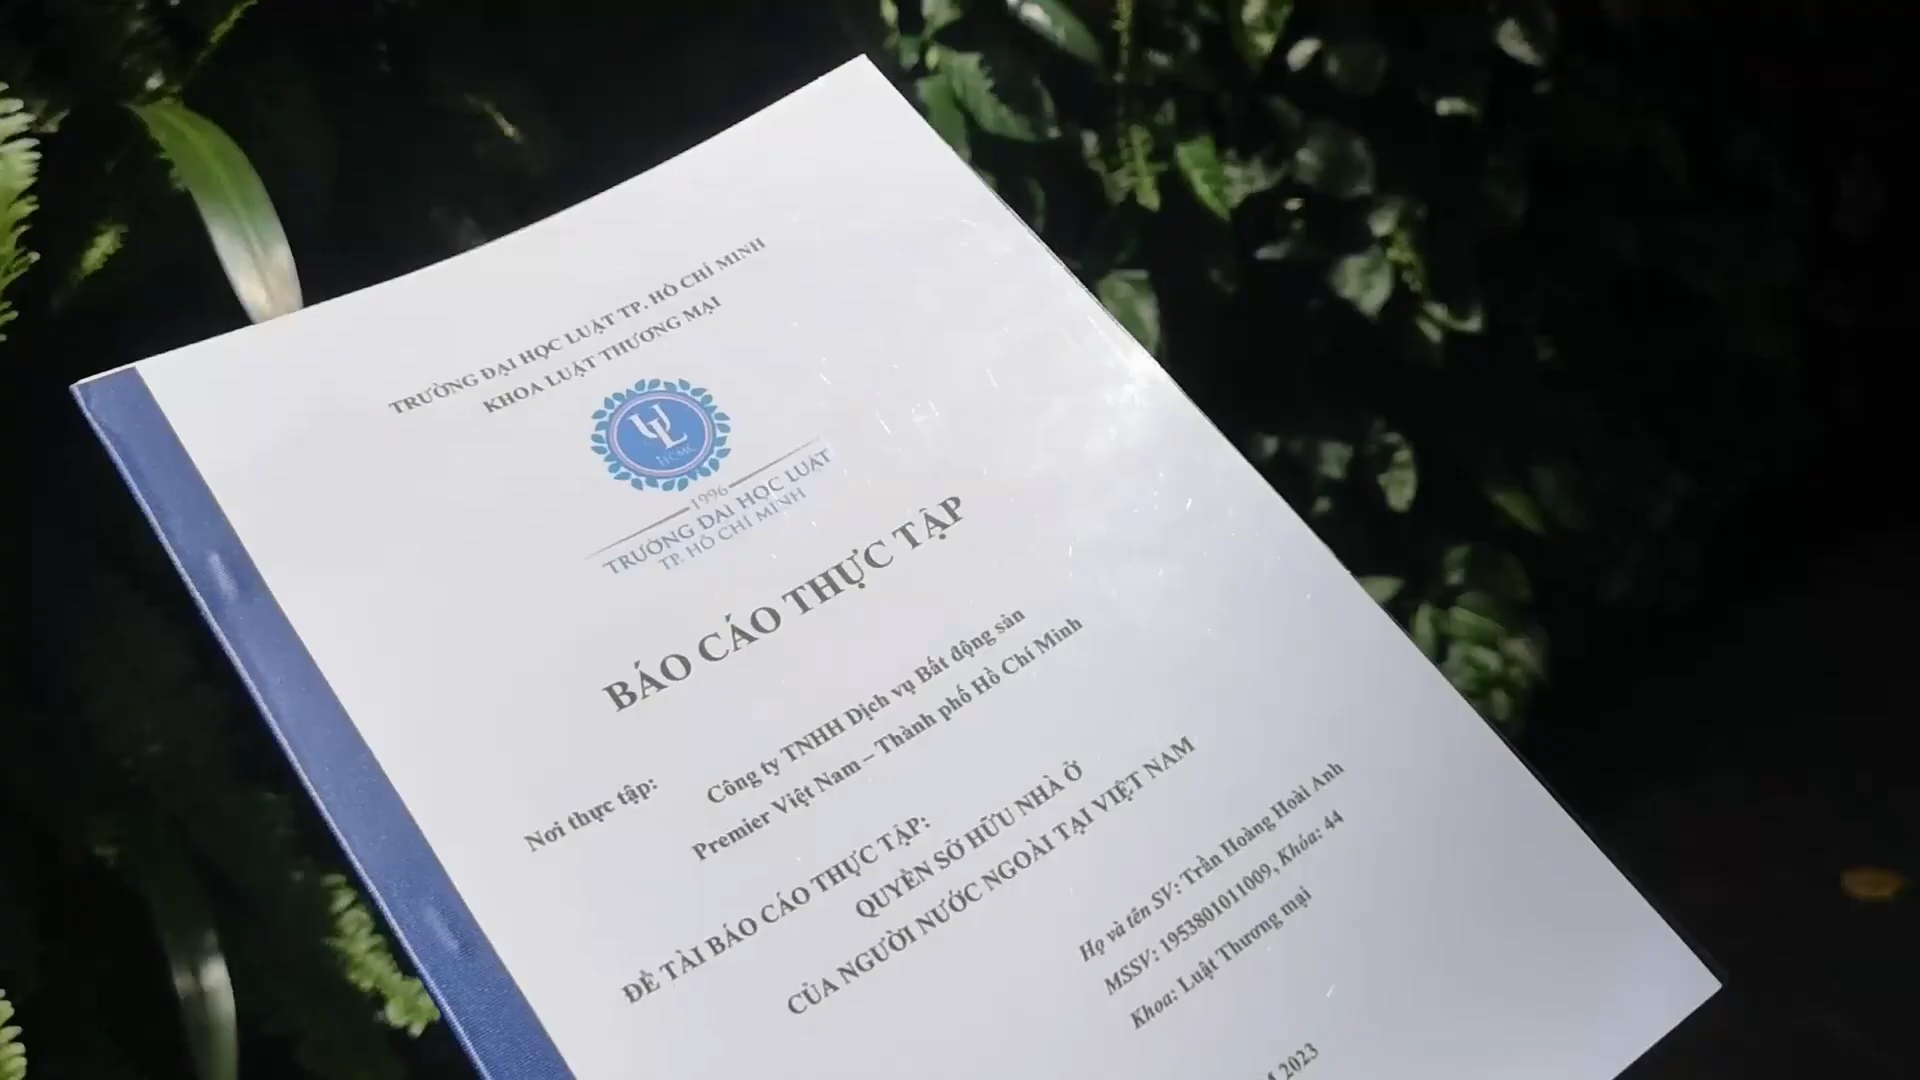 TRƯỜNG ĐẠI HỌC LUẬT TP. HỒ CHÍ MINH
KHOA LUẬT THƯƠNG MẠI
UL
HCMC
1996
TRƯỜNG ĐẠI HỌC LUẬT
TP. HỒ CHÍ MINH
BÁO CÁO THỰC TẬP
Nơi thực tập: Công ty TNHH Dịch vụ Bất động sản
Premier Việt Nam – Thành phố Hồ Chí Minh
ĐỀ TÀI BÁO CÁO THỰC TẬP:
QUYỀN SỞ HỮU NHÀ Ở
CỦA NGƯỜI NƯỚC NGOÀI TẠI VIỆT NAM
Họ và tên SV: Trần Hoàng Hoài Anh
MSSV: 1953801011009, Khóa: 44
Khoa: Luật Thương mại
2023